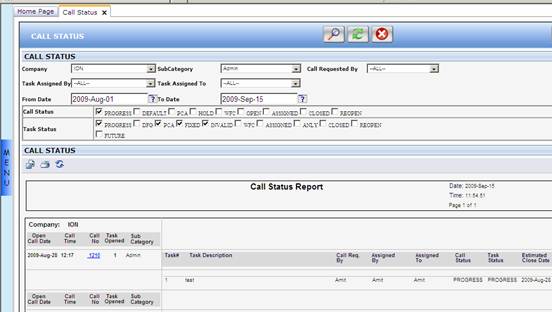 Home Page Call Status x
CALL STATUS
CALL STATUS
Company ION SubCategory Admin Call Requested By --ALL--
Task Assigned By --ALL-- Task Assigned To --ALL--
From Date 2009-Aug-01 ? To Date 2009-Sep-15 ?
Call Status PROGRESS DEFAULT PCA HOLD WFC OPEN ASSIGNED CLOSED REOPEN
Task Status PROGRESS DFQ PCA FIXED INVALID WFC ASSIGNED ANLY CLOSED REOPEN
FUTURE
MENU
CALL STATUS
Call Status Report
Date: 2009-Sep-15
Time: 11:54:51
Page 1 of 1
Company: ION
Open Call Date Call Time Call No Task Opened Sub Category
2009-Aug-28 12:17 1210 1 Admin
Task# Task Description Call Req. By Assigned By Assigned To Call Status Task Status Estimated Close Date
1 test Amit Amit Amit PROGRESS PROGRESS 2009-Aug-28
Open Call Date Call Time Call No Task Opened Sub Category